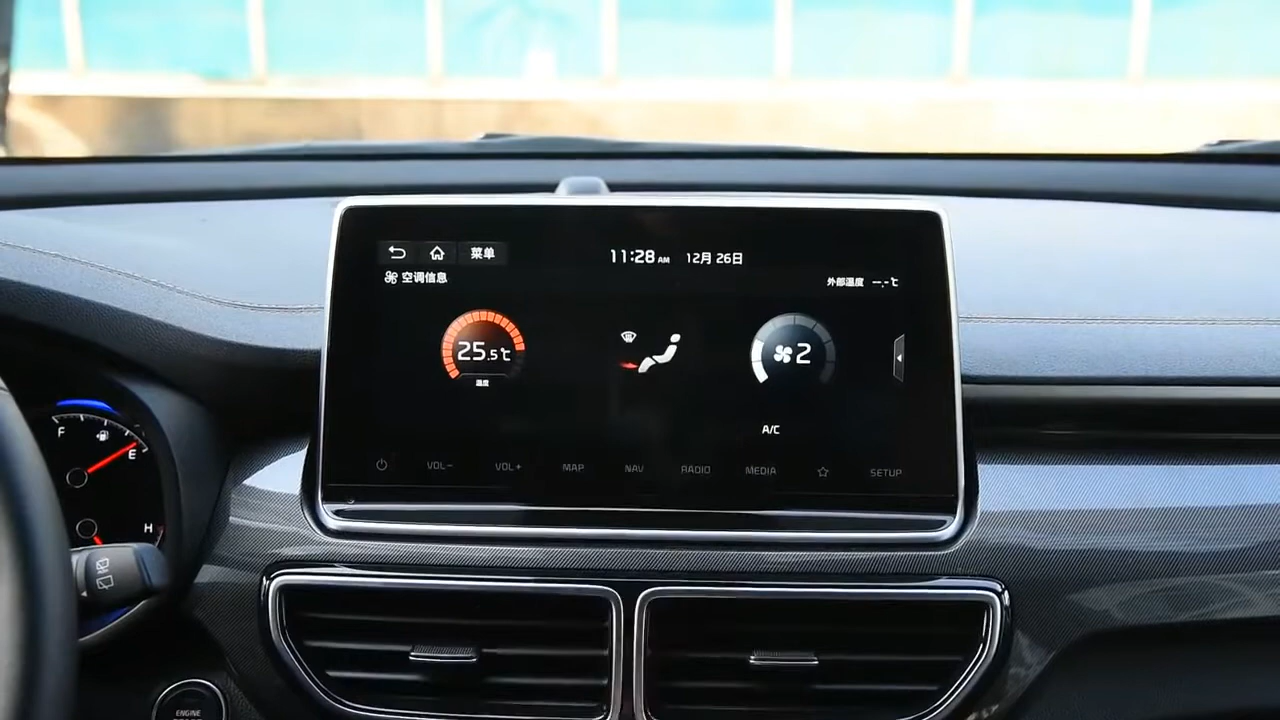 菜单
11:28 AM 12月 26日
空调信息
外部温度 --.-℃
25.5℃
温度
2
A/C
VOL- VOL+ MAP NAV RADIO MEDIA SETUP
F
E
H
ENGINE